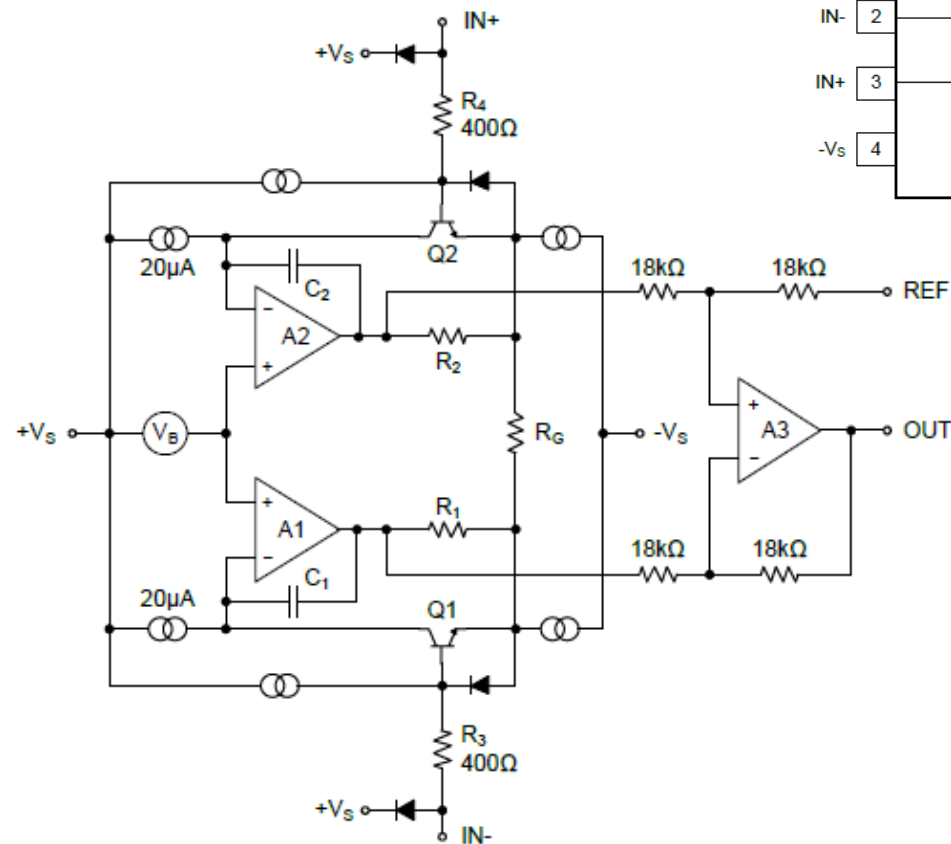 IN+
+VS
R4
400Ω
20µA
Q2
C2
A2
R2
18kΩ
18kΩ
REF
+VS
VB
RG
-VS
A3
OUT
A1
R1
C1
18kΩ
18kΩ
20µA
Q1
R3
400Ω
+VS
IN-
IN- 2
IN+ 3
-VS 4